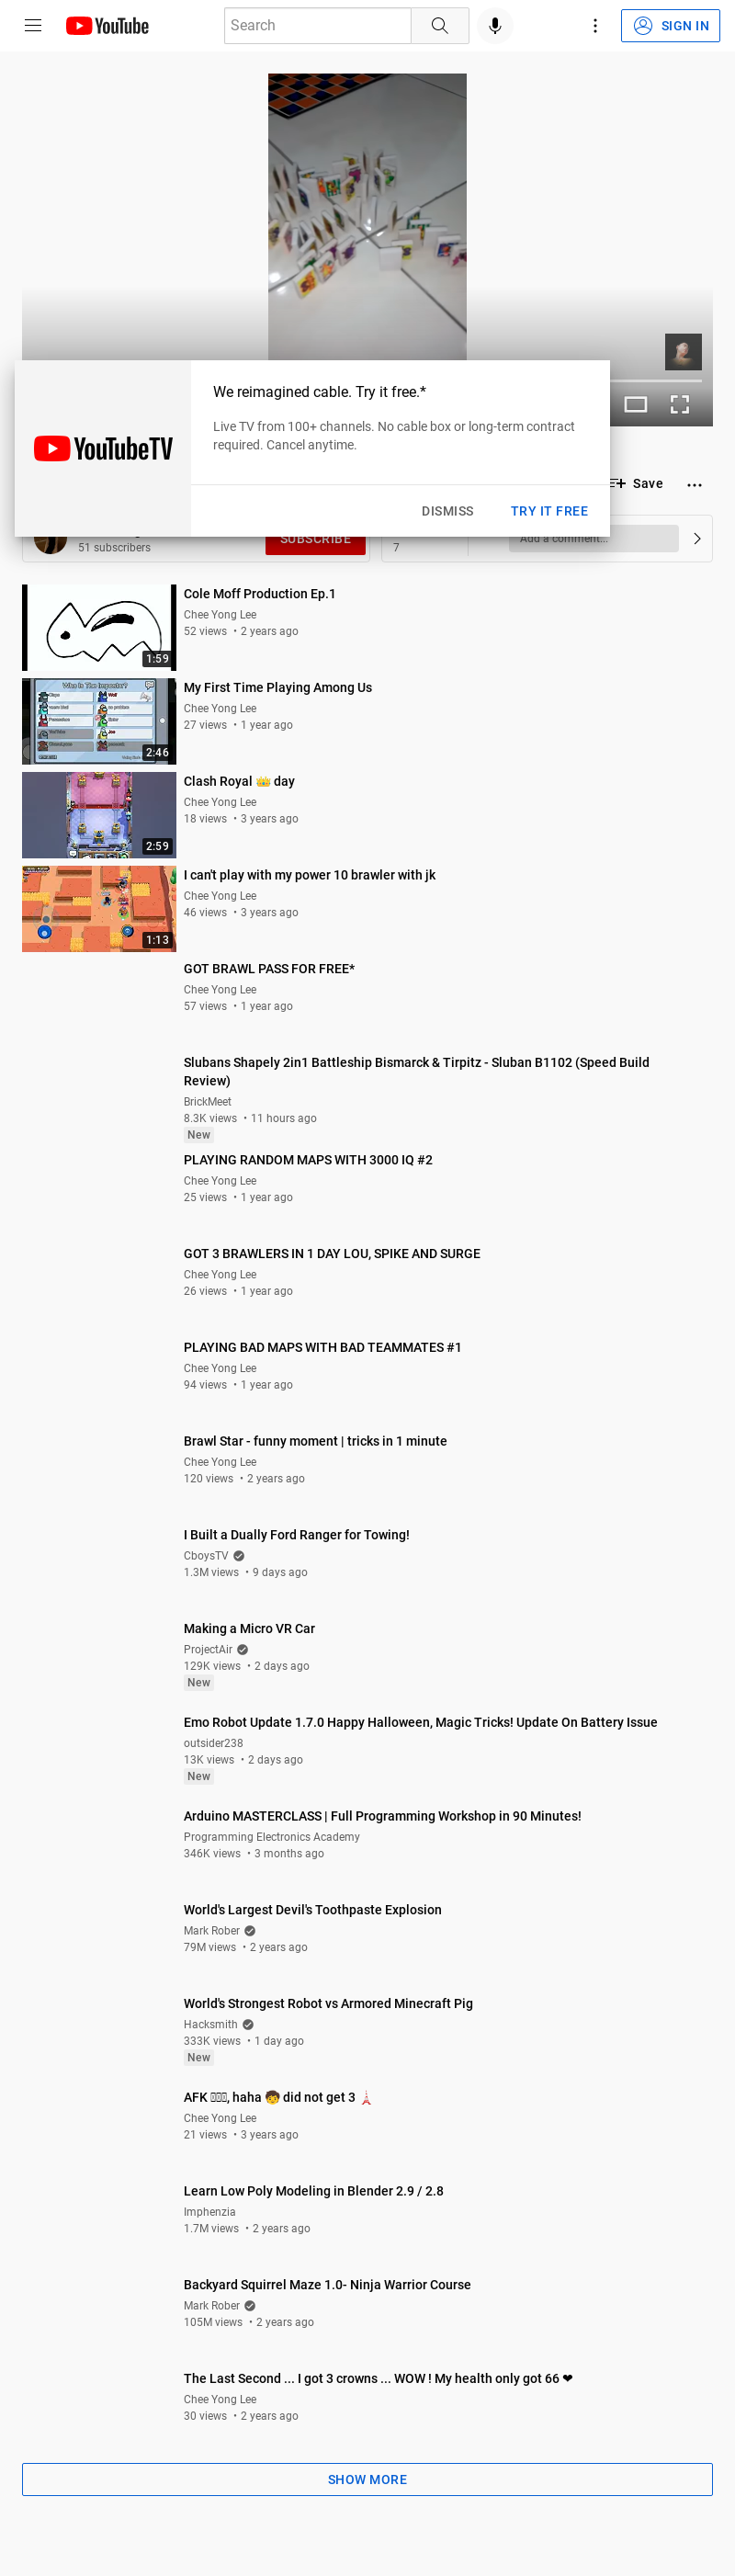 YouTube
Search
SIGN IN
We reimagined cable. Try it free.*
Live TV from 100+ channels. No cable box or long-term contract
required. Cancel anytime.
YouTubeTV
DISMISS
TRY IT FREE
Save
51 subscribers
SUBSCRIBE
7
Add a comment...
Cole Moff Production Ep.1
Chee Yong Lee
52 views • 2 years ago
1:59
My First Time Playing Among Us
Chee Yong Lee
27 views • 1 year ago
Who Is The Impostor?
2:46
Clash Royal 👑 day
Chee Yong Lee
18 views • 3 years ago
2:59
I can't play with my power 10 brawler with jk
Chee Yong Lee
46 views • 3 years ago
1:13
GOT BRAWL PASS FOR FREE*
Chee Yong Lee
57 views • 1 year ago
Slubans Shapely 2in1 Battleship Bismarck & Tirpitz - Sluban B1102 (Speed Build
Review)
BrickMeet
8.3K views • 11 hours ago
New
PLAYING RANDOM MAPS WITH 3000 IQ #2
Chee Yong Lee
25 views • 1 year ago
GOT 3 BRAWLERS IN 1 DAY LOU, SPIKE AND SURGE
Chee Yong Lee
26 views • 1 year ago
PLAYING BAD MAPS WITH BAD TEAMMATES #1
Chee Yong Lee
94 views • 1 year ago
Brawl Star - funny moment | tricks in 1 minute
Chee Yong Lee
120 views • 2 years ago
I Built a Dually Ford Ranger for Towing!
CboysTV
1.3M views • 9 days ago
Making a Micro VR Car
ProjectAir
129K views • 2 days ago
New
Emo Robot Update 1.7.0 Happy Halloween, Magic Tricks! Update On Battery Issue
outsider238
13K views • 2 days ago
New
Arduino MASTERCLASS | Full Programming Workshop in 90 Minutes!
Programming Electronics Academy
346K views • 3 months ago
World's Largest Devil's Toothpaste Explosion
Mark Rober
79M views • 2 years ago
World's Strongest Robot vs Armored Minecraft Pig
Hacksmith
333K views • 1 day ago
New
AFK , haha 🧒 did not get 3 🗼
Chee Yong Lee
21 views • 3 years ago
Learn Low Poly Modeling in Blender 2.9 / 2.8
Imphenzia
1.7M views • 2 years ago
Backyard Squirrel Maze 1.0- Ninja Warrior Course
Mark Rober
105M views • 2 years ago
The Last Second ... I got 3 crowns ... WOW ! My health only got 66 ❤
Chee Yong Lee
30 views • 2 years ago
SHOW MORE